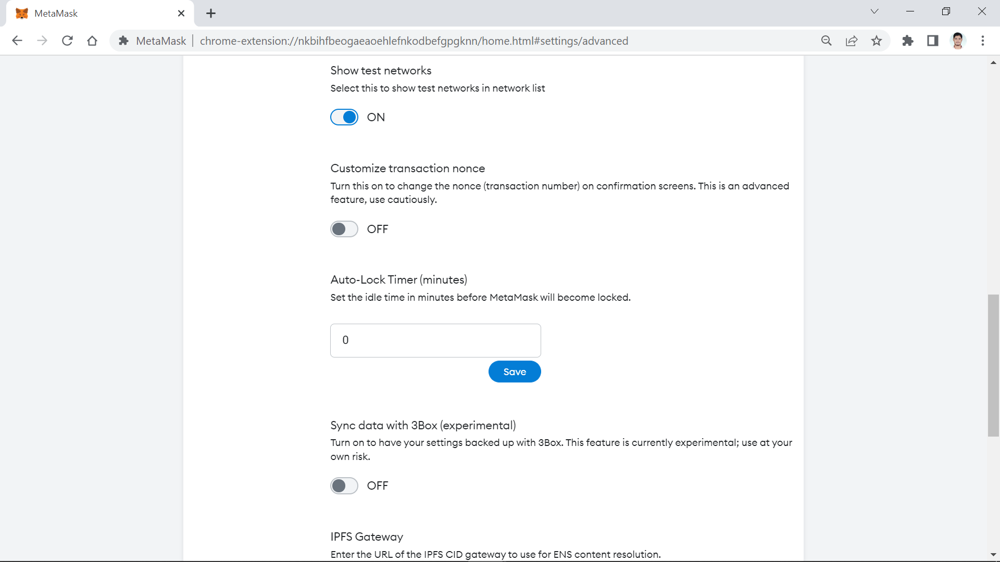 MetaMask
MetaMask
chrome-extension://nkbihfbeogaeaoehlefnkodbefgpgknn/home.html#settings/advanced
Show test networks
Select this to show test networks in network list
ON
Customize transaction nonce
Turn this on to change the nonce (transaction number) on confirmation screens. This is an advanced
feature, use cautiously.
OFF
Auto-Lock Timer (minutes)
Set the idle time in minutes before MetaMask will become locked.
0
Save
Sync data with 3Box (experimental)
Turn on to have your settings backed up with 3Box. This feature is currently experimental; use at your
own risk.
OFF
IPFS Gateway
Enter the URL of the IPFS CID gateway to use for ENS content resolution.